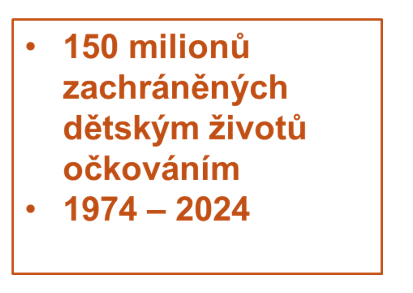 • 150 milionů
zachráněných
dětským životů
očkováním
• 1974 – 2024